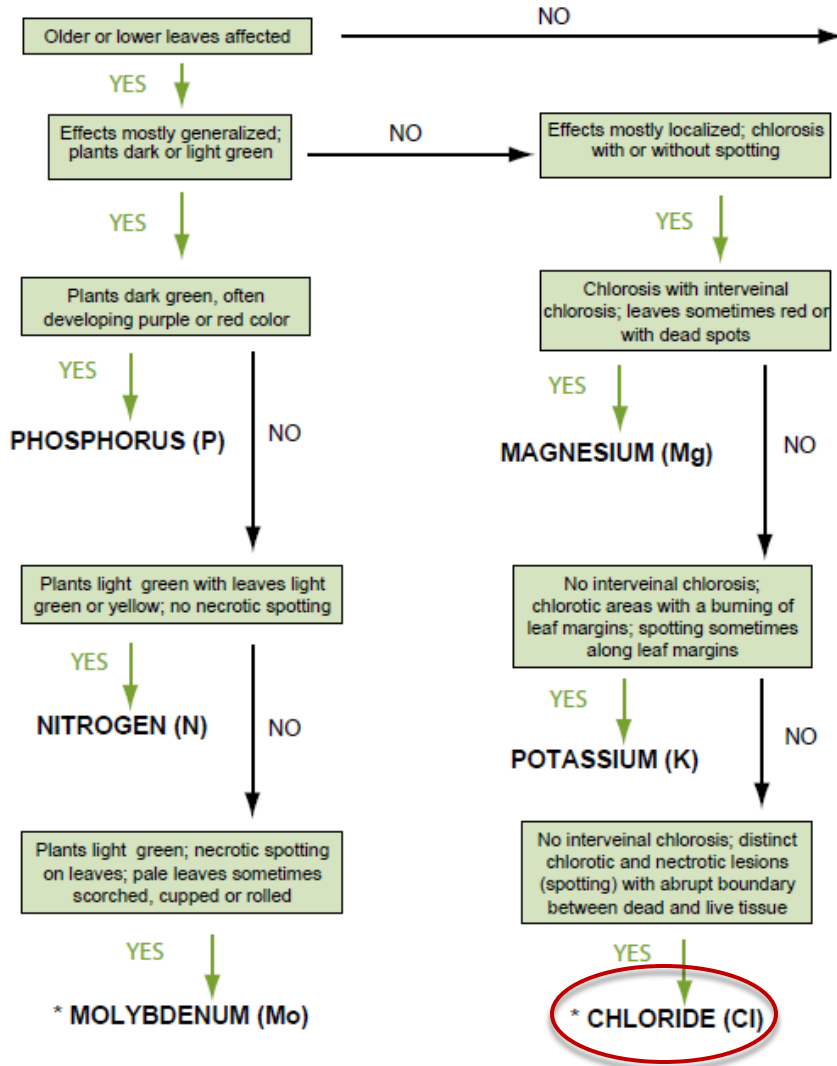 Older or lower leaves affected
NO
YES
Effects mostly generalized;
plants dark or light green
NO
Effects mostly localized; chlorosis
with or without spotting
YES
YES
Plants dark green, often
developing purple or red color
Chlorosis with interveinal
chlorosis; leaves sometimes red or
with dead spots
YES
PHOSPHORUS (P)
NO
YES
MAGNESIUM (Mg)
NO
Plants light green with leaves light
green or yellow; no necrotic spotting
No interveinal chlorosis;
chlorotic areas with a burning of
leaf margins; spotting sometimes
along leaf margins
YES
NITROGEN (N)
NO
YES
POTASSIUM (K)
NO
Plants light green; necrotic spotting
on leaves; pale leaves sometimes
scorched, cupped or rolled
No interveinal chlorosis; distinct
chlorotic and nectrotic lesions
(spotting) with abrupt boundary
between dead and live tissue
YES
* MOLYBDENUM (Mo)
YES
* CHLORIDE (Cl)